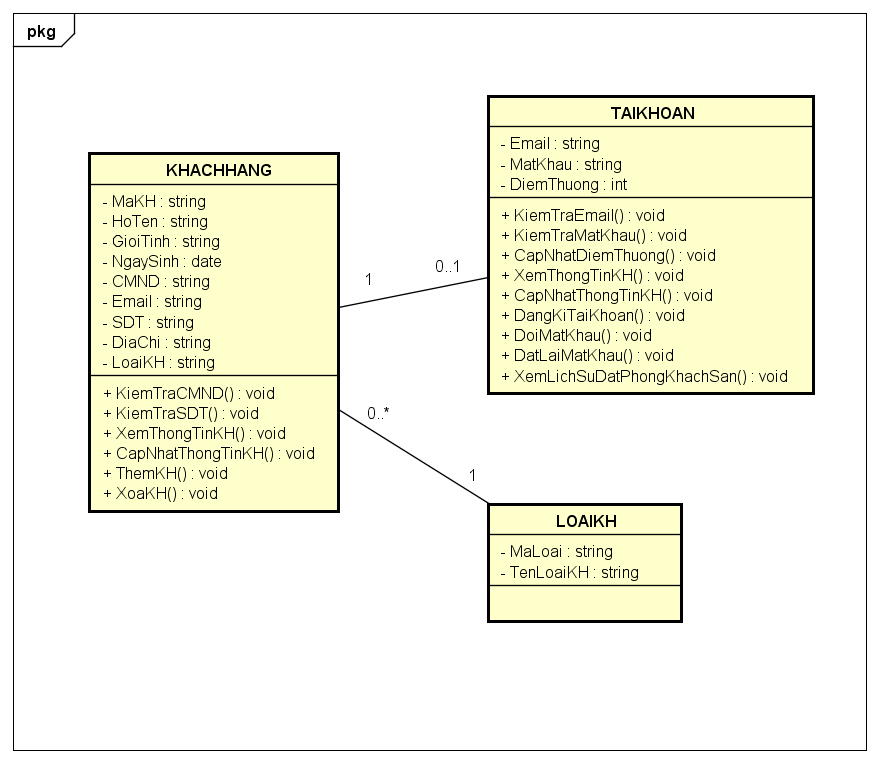 pkg
KHACHHANG
- MaKH : string
- HoTen : string
- GioiTinh : string
- NgaySinh : date
- CMND : string
- Email : string
- SDT : string
- DiaChi : string
- LoaiKH : string
+ KiemTraCMND() : void
+ KiemTraSDT() : void
+ XemThongTinKH() : void
+ CapNhatThongTinKH() : void
+ ThemKH() : void
+ XoaKH() : void
1
0..1
TAIKHOAN
- Email : string
- MatKhau : string
- DiemThuong : int
+ KiemTraEmail() : void
+ KiemTraMatKhau() : void
+ CapNhatDiemThuong() : void
+ XemThongTinKH() : void
+ CapNhatThongTinKH() : void
+ DangKiTaiKhoan() : void
+ DoiMatKhau() : void
+ DatLaiMatKhau() : void
+ XemLichSuDatPhongKhachSan() : void
0..*
1
LOAIKH
- MaLoai : string
- TenLoaiKH : string